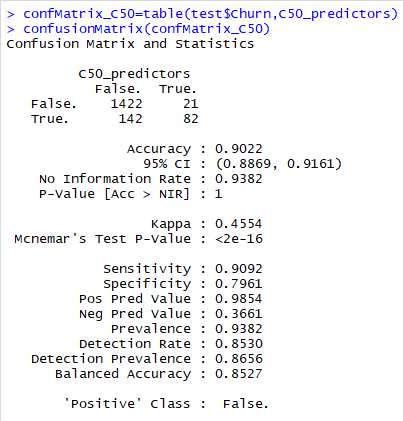 > confMatrix_C50=table(test$Churn,C50_predictors)
> confusionMatrix(confMatrix_C50)
Confusion Matrix and Statistics
C50_predictors
False. True.
False. 1422 21
True. 142 82
Accuracy : 0.9022
95% CI : (0.8869, 0.9161)
No Information Rate : 0.9382
P-Value [Acc > NIR] : 1
Kappa : 0.4554
Mcnemar's Test P-Value : <2e-16
Sensitivity : 0.9092
Specificity : 0.7961
Pos Pred Value : 0.9854
Neg Pred Value : 0.3661
Prevalence : 0.9382
Detection Rate : 0.8530
Detection Prevalence : 0.8656
Balanced Accuracy : 0.8527
'Positive' Class : False.